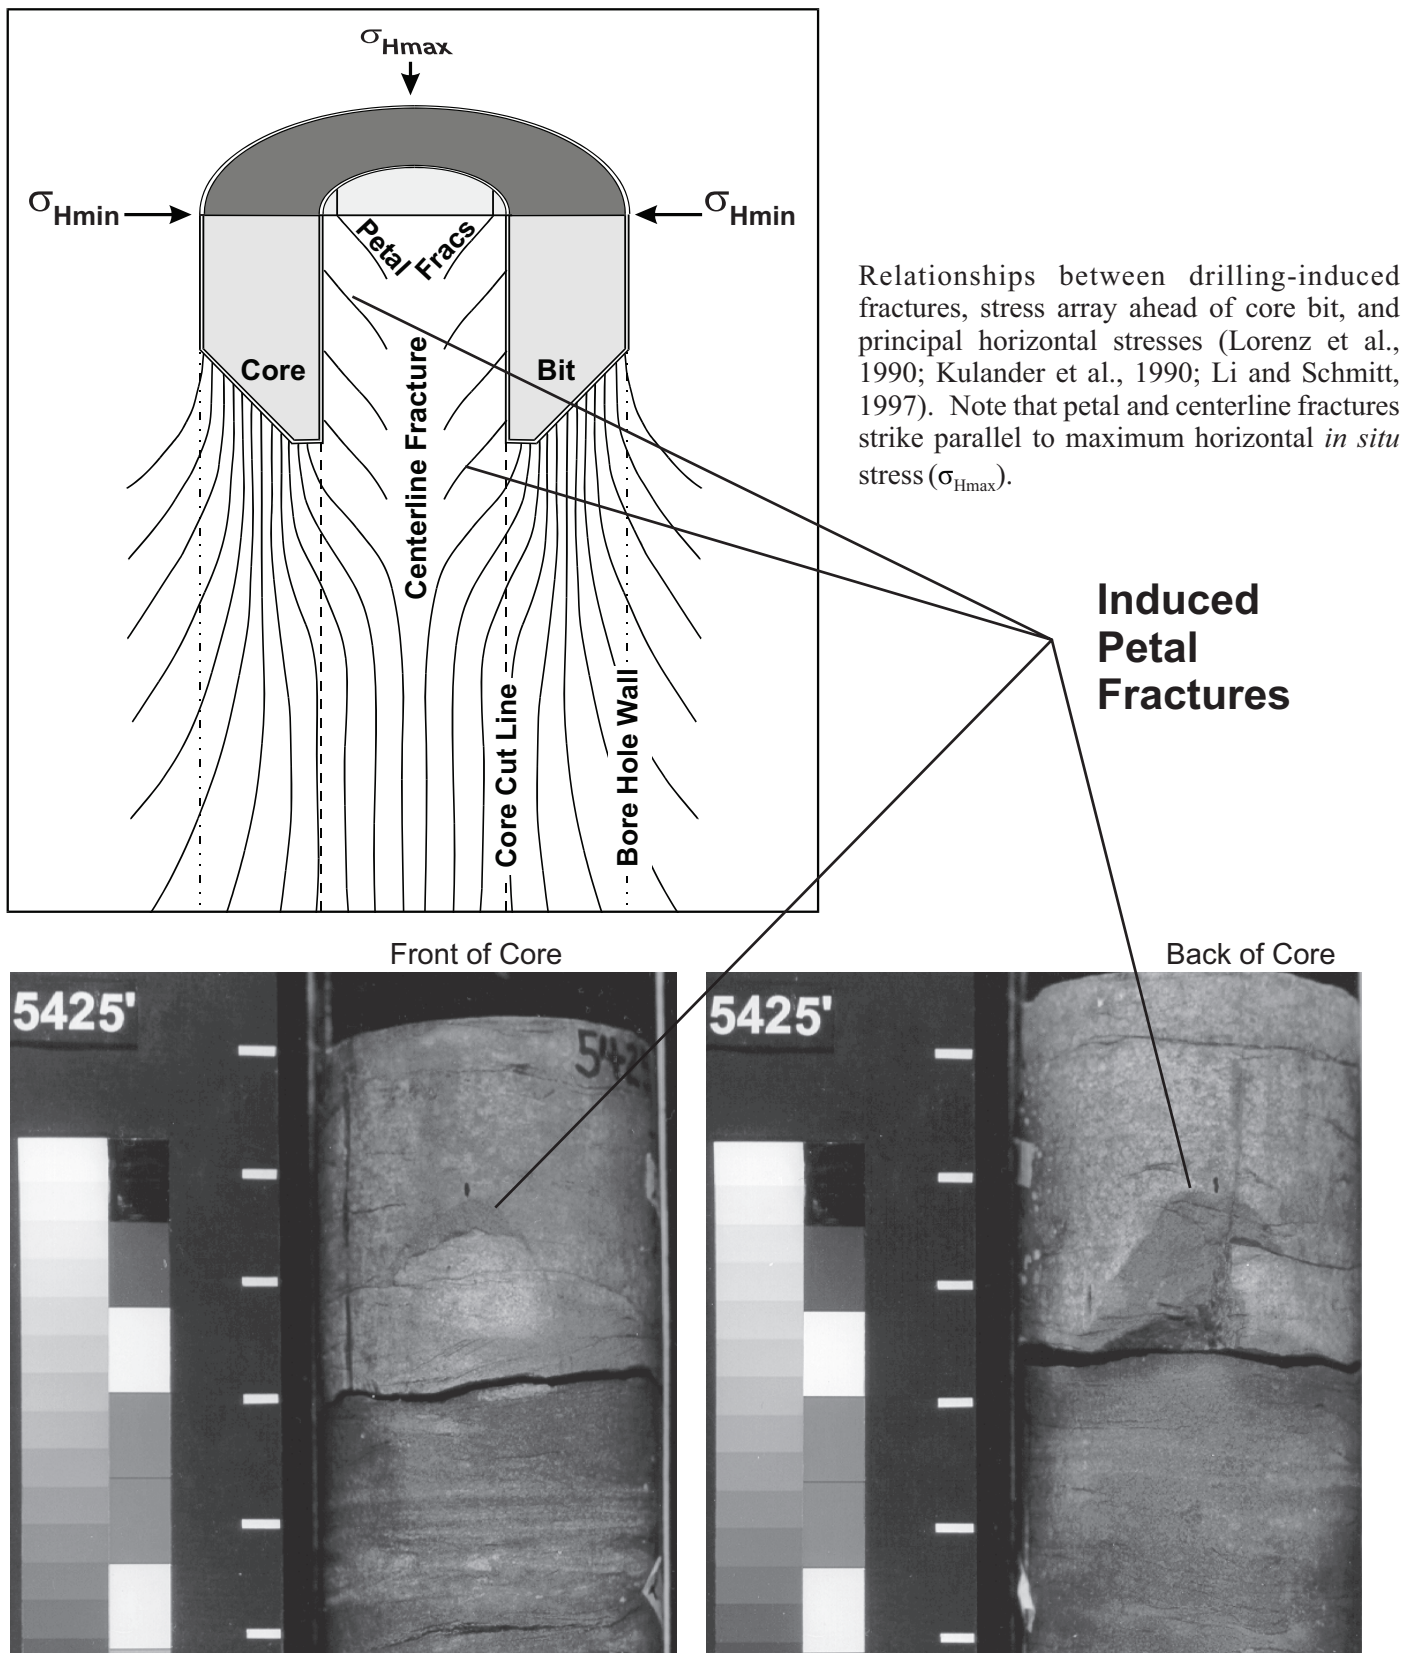 σHmax
σHmin
σHmin
Petal
Fracs
Core
Bit
Centerline Fracture
Core Cut Line
Bore Hole Wall
Relationships between drilling-induced
fractures, stress array ahead of core bit, and
principal horizontal stresses (Lorenz et al.,
1990; Kulander et al., 1990; Li and Schmitt,
1997). Note that petal and centerline fractures
strike parallel to maximum horizontal in situ
stress (σHmax).
Induced
Petal
Fractures
Front of Core
Back of Core
5425'
5425'